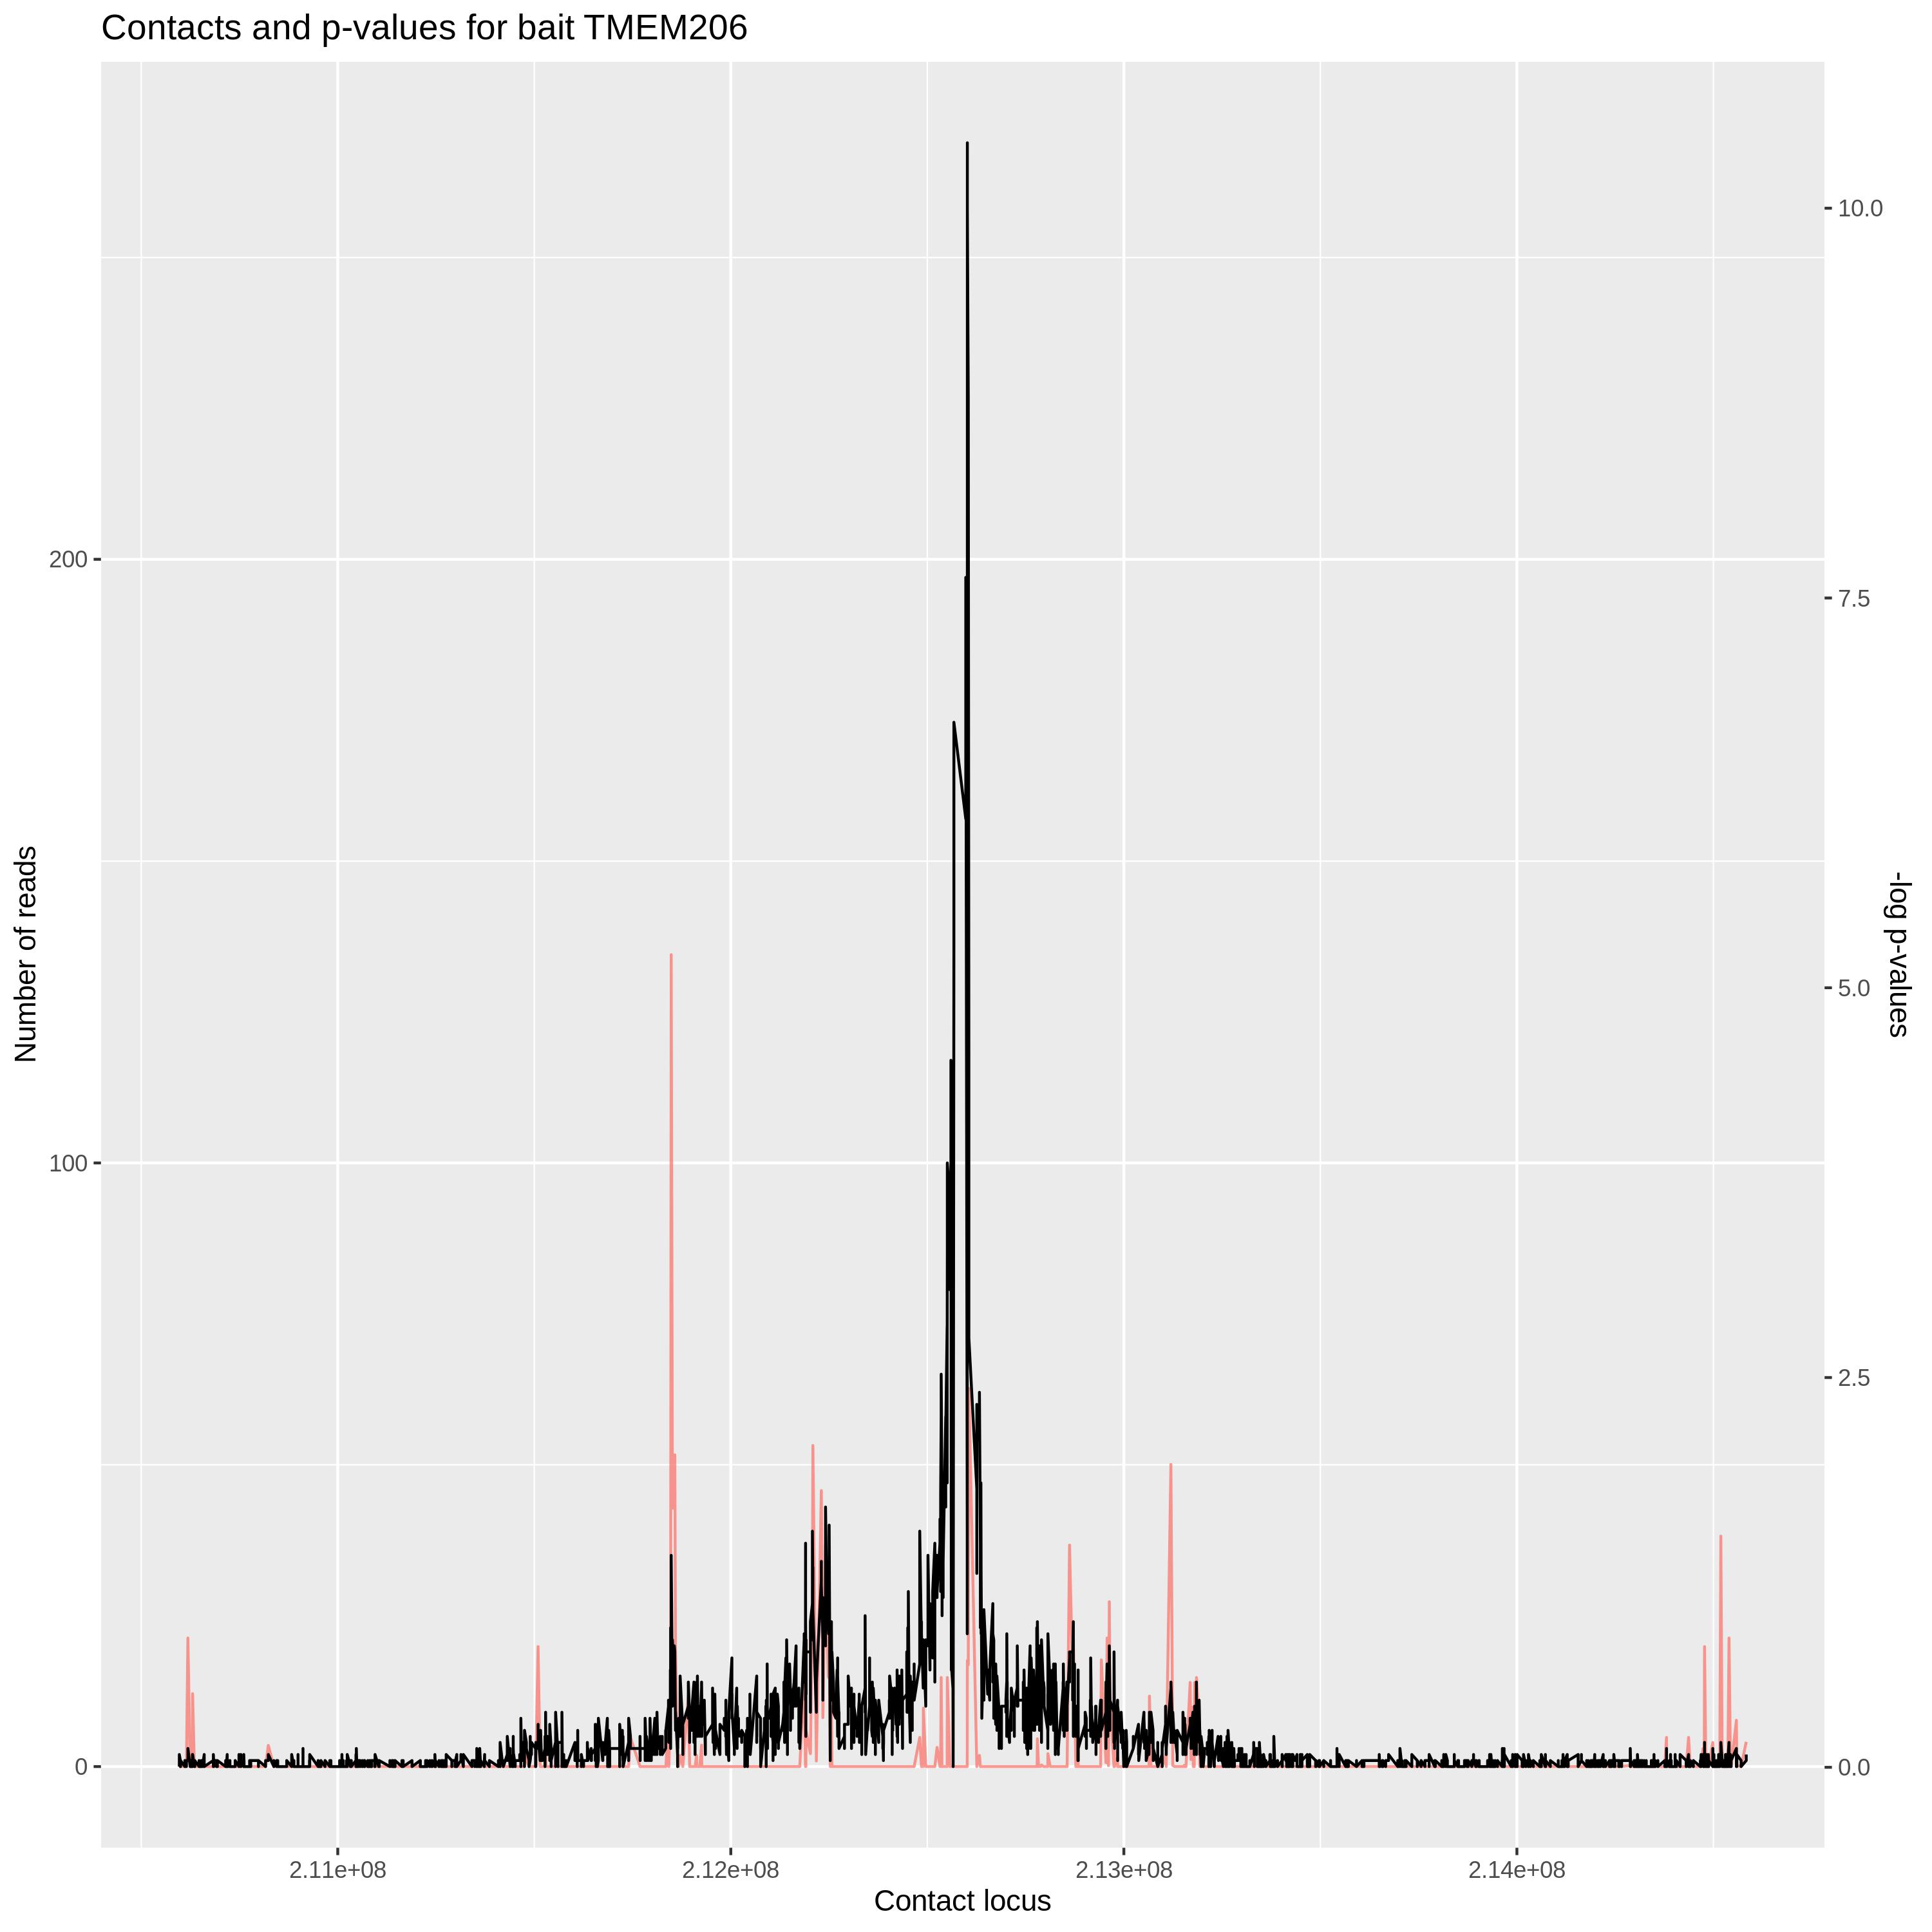 Contacts and p-values for bait TMEM206
Number of reads
200
100
0
10.0
7.5
5.0
2.5
0.0
-log p-values
2.11e+08
2.12e+08
2.13e+08
2.14e+08
Contact locus